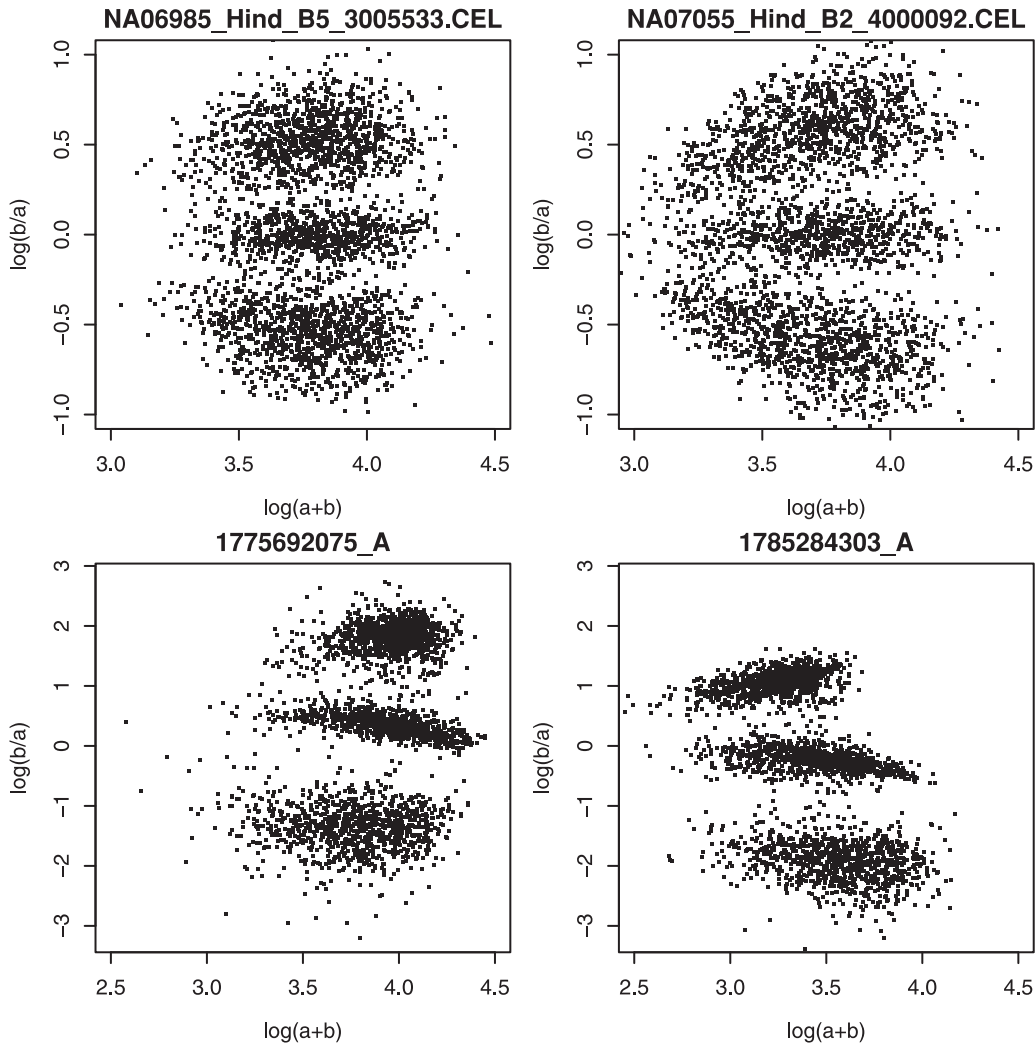 NA06985_Hind_B5_3005533.CEL
log(b/a)
1.0
0.5
0.0
−0.5
−1.0
3.0 3.5 4.0 4.5
log(a+b)
NA07055_Hind_B2_4000092.CEL
log(b/a)
1.0
0.5
0.0
−0.5
−1.0
3.0 3.5 4.0 4.5
log(a+b)
1775692075_A
log(b/a)
3
2
1
0
−1
−2
−3
2.5 3.0 3.5 4.0 4.5
log(a+b)
1785284303_A
log(b/a)
3
2
1
0
−1
−2
−3
2.5 3.0 3.5 4.0 4.5
log(a+b)